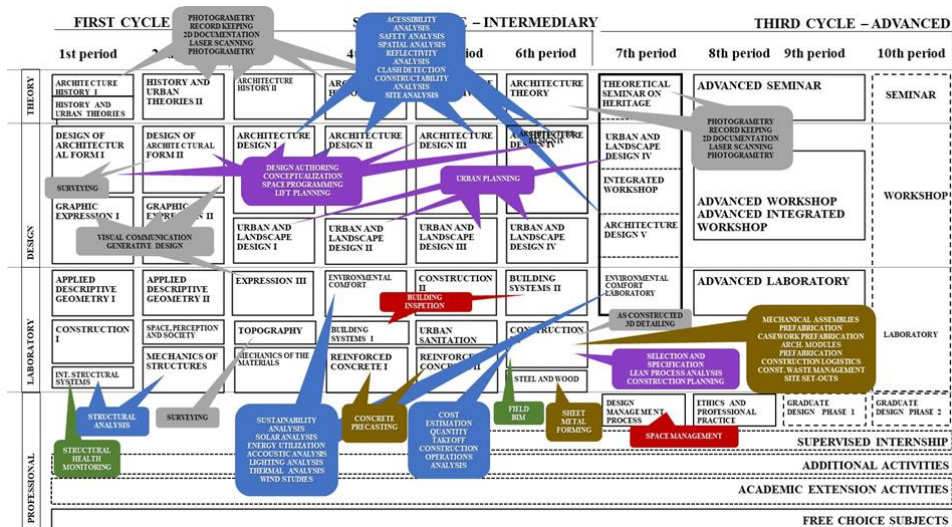 FIRST CYCLE
– INTERMEDIARY
THIRD CYCLE – ADVANCED
1st period
6th period
7th period
8th period
9th period
10th period
PHOTOGRAMETRY
RECORD KEEPING
2D DOCUMENTATION
LASER SCANNING
PHOTOGRAMETRY
ACESSIBILITY
ANALYSIS
SAFETY ANALYSIS
SPATIAL ANALYSIS
REFLECTIVITY
ANALYSIS
CLASH DETECTION
CONSTRUCTABILITY
ANALYSIS
SITE ANALYSIS
THEORY
ARCHITECTURE
HISTORY I
HISTORY AND
URBAN THEORIES
HISTORY AND
URBAN
THEORIES II
ARCHITECTURE
HISTORY II
ARCHITECTURE
THEORY
THEORETICAL
SEMINAR ON
HERITAGE
ADVANCED SEMINAR
SEMINAR
PHOTOGRAMETRY
RECORD KEEPING
2D DOCUMENTATION
LASER SCANNING
PHOTOGRAMETRY
DESIGN
DESIGN OF
ARCHITECTUR
AL FORM I
DESIGN OF
ARCHITECTURAL
FORM II
ARCHITECTURE
DESIGN I
ARCHITECTURE
DESIGN II
ARCHITECTURE
DESIGN III
DESIGN IV
URBAN AND
LANDSCAPE
DESIGN IV
INTEGRATED
WORKSHOP
ARCHITECTURE
DESIGN V
ADVANCED WORKSHOP
ADVANCED INTEGRATED
WORKSHOP
WORKSHOP
SURVEYING
DESIGN AUTHORING
CONCEPTUALIZATION
SPACE PROGRAMMING
LIFT PLANNING
URBAN PLANNING
GRAPHIC
EXPRESSION I
GRAPHIC
EXPRESSION II
VISUAL COMMUNICATION
GENERATIVE DESIGN
URBAN AND
LANDSCAPE
DESIGN I
URBAN AND
LANDSCAPE
DESIGN II
URBAN AND
LANDSCAPE
DESIGN III
URBAN AND
LANDSCAPE
DESIGN IV
LABORATORY
APPLIED
DESCRIPTIVE
GEOMETRY I
APPLIED
DESCRIPTIVE
GEOMETRY II
EXPRESSION III
ENVIRONMENTAL
COMFORT
CONSTRUCTION
II
BUILDING
SYSTEMS II
ENVIRONMENTAL
COMFORT
LABORATORY
ADVANCED LABORATORY
LABORATORY
BUILDING
INSPETION
CONSTRUCTION
I
SPACE, PERCEPTION
AND SOCIETY
TOPOGRAPHY
BUILDING
SYSTEMS I
URBAN
SANITATION
AS CONSTRUCTED
3D DETAILING
MECHANICAL ASSEMBLIES
PREFABRICATION
CASEWORK PREFABRICATION
ARCH. MODULES
PREFABRICATION
CONSTRUCTION LOGISTICS
CONST. WASTE MANAGEMENT
SITE SET-OUTS
SELECTION AND
SPECIFICATION
LEAN PROCESS ANALYSIS
CONSTRUCTION PLANNING
INT. STRUCTURAL
SYSTEMS
MECHANICS OF
STRUCTURES
MECHANICS OF THE
MATERIALS
REINFORCED
CONCRETE I
REINFORCED
STEEL AND WOOD
STRUCTURAL
ANALYSIS
SURVEYING
STRUCTURAL
HEALTH
MONITORING
SUSTAINABILITY
ANALYSIS
SOLAR ANALYSIS
ENERGY UTILIZATION
ACCOUSTIC ANALYSIS
LIGHTING ANALYSIS
THERMAL ANALYSIS
WIND STUDIES
CONCRETE
PRECASTING
COST
ESTIMATION
QUANTITY
TAKEOFF
CONSTRUCTION
OPERATIONS
ANALYSIS
FIELD
BIM
SHEET
METAL
FORMING
PROFESSIONAL
DESIGN
MANAGEMENT
PROCESS
ETHICS AND
PROFESSIONAL
PRACTICE
GRADUATE
DESIGN PHASE 1
GRADUATE
DESIGN PHASE 2
SPACE MANAGEMENT
SUPERVISED INTERNSHIP
ADDITIONAL ACTIVITIES
ACADEMIC EXTENSION ACTIVITIES
FREE CHOICE SUBJECTS